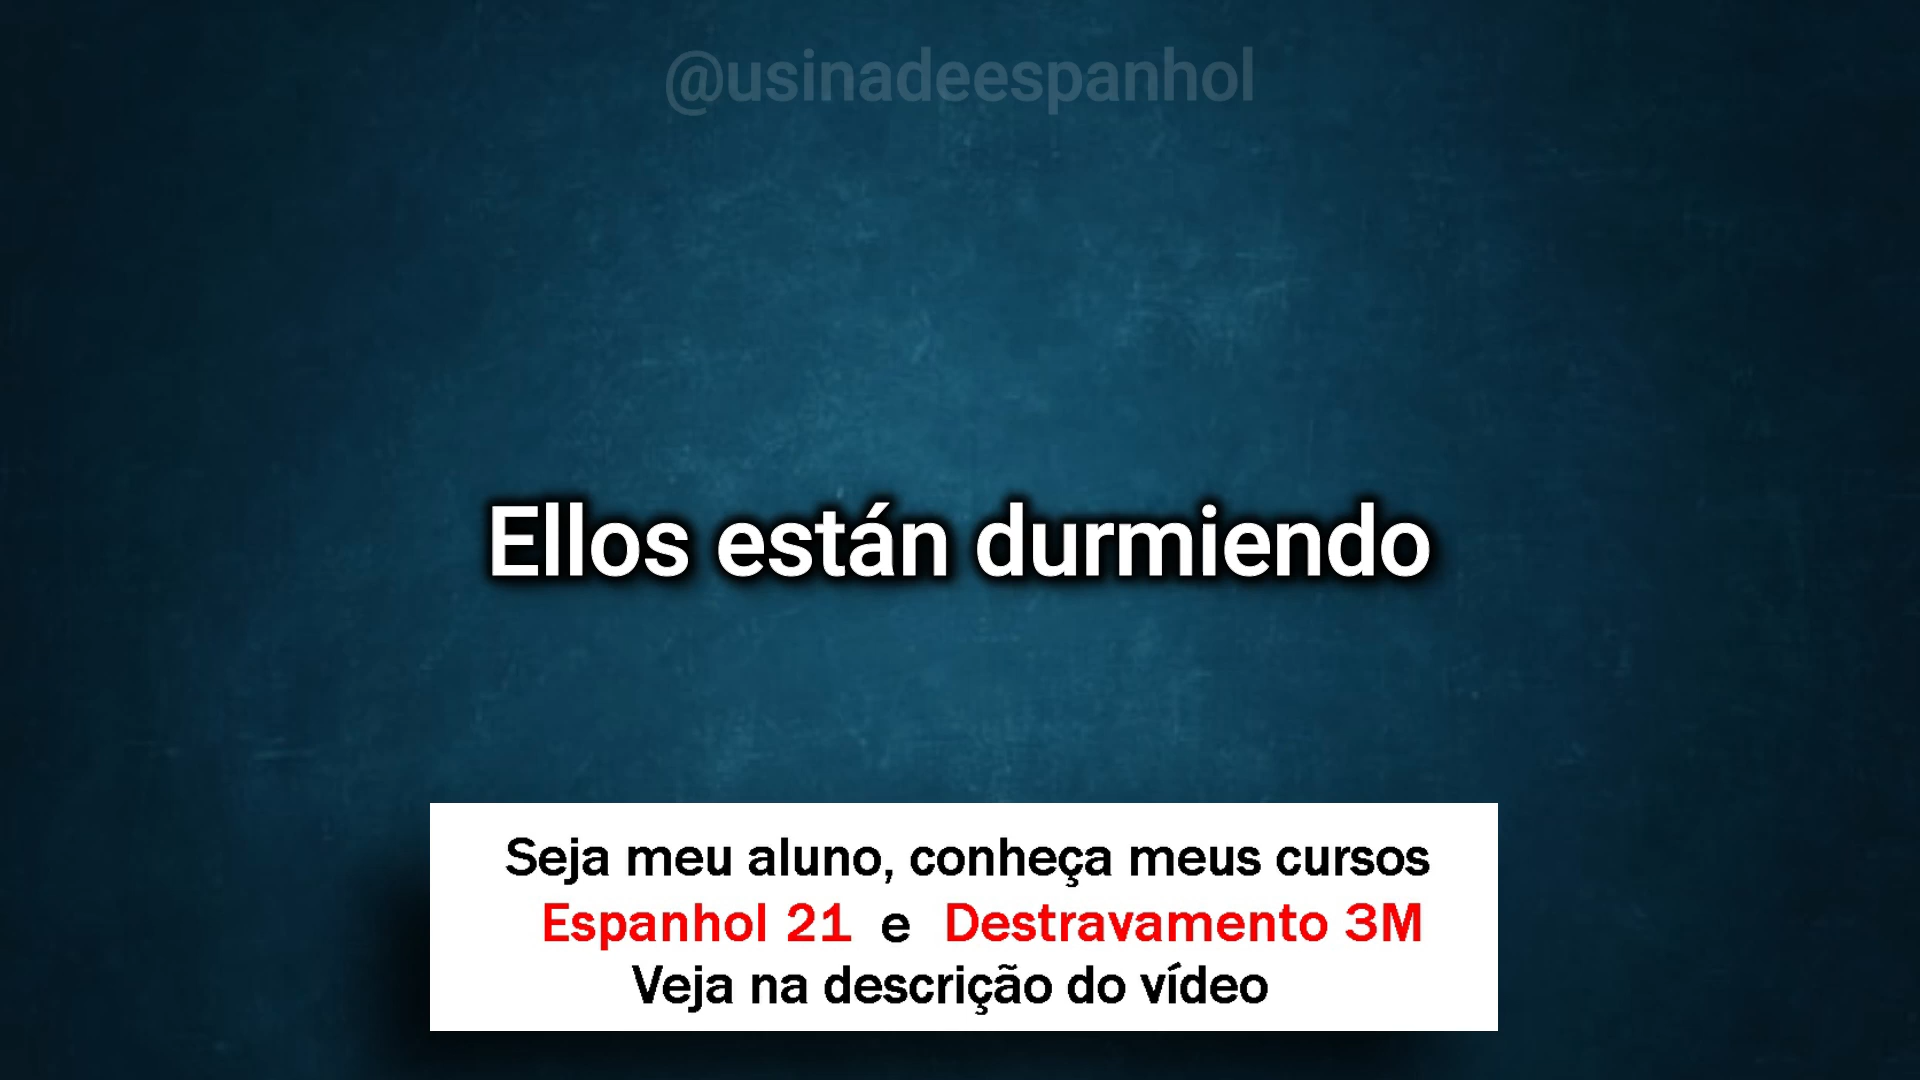 @usinadeespanhol
Ellos están durmiendo
Seja meu aluno, conheça meus cursos
Espanhol 21 e Destravamento 3M
Veja na descrição do vídeo